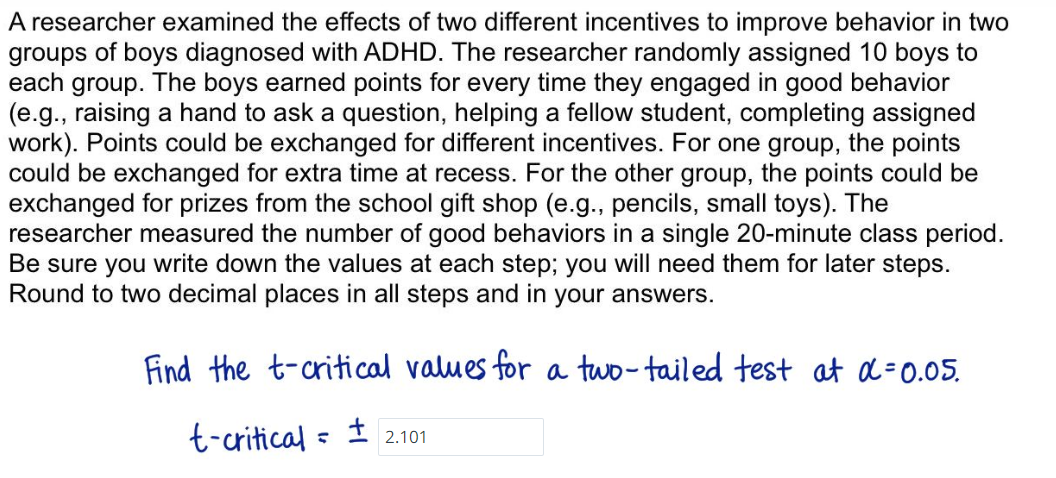 A researcher examined the effects of two different incentives to improve behavior in two
groups of boys diagnosed with ADHD. The researcher randomly assigned 10 boys to
each group. The boys earned points for every time they engaged in good behavior
(e.g., raising a hand to ask a question, helping a fellow student, completing assigned
work). Points could be exchanged for different incentives. For one group, the points
could be exchanged for extra time at recess. For the other group, the points could be
exchanged for prizes from the school gift shop (e.g., pencils, small toys). The
researcher measured the number of good behaviors in a single 20-minute class period.
Be sure you write down the values at each step; you will need them for later steps.
Round to two decimal places in all steps and in your answers.
Find the t-critical values for a two-tailed test at α=0.05.
t-critical = ± 2.101